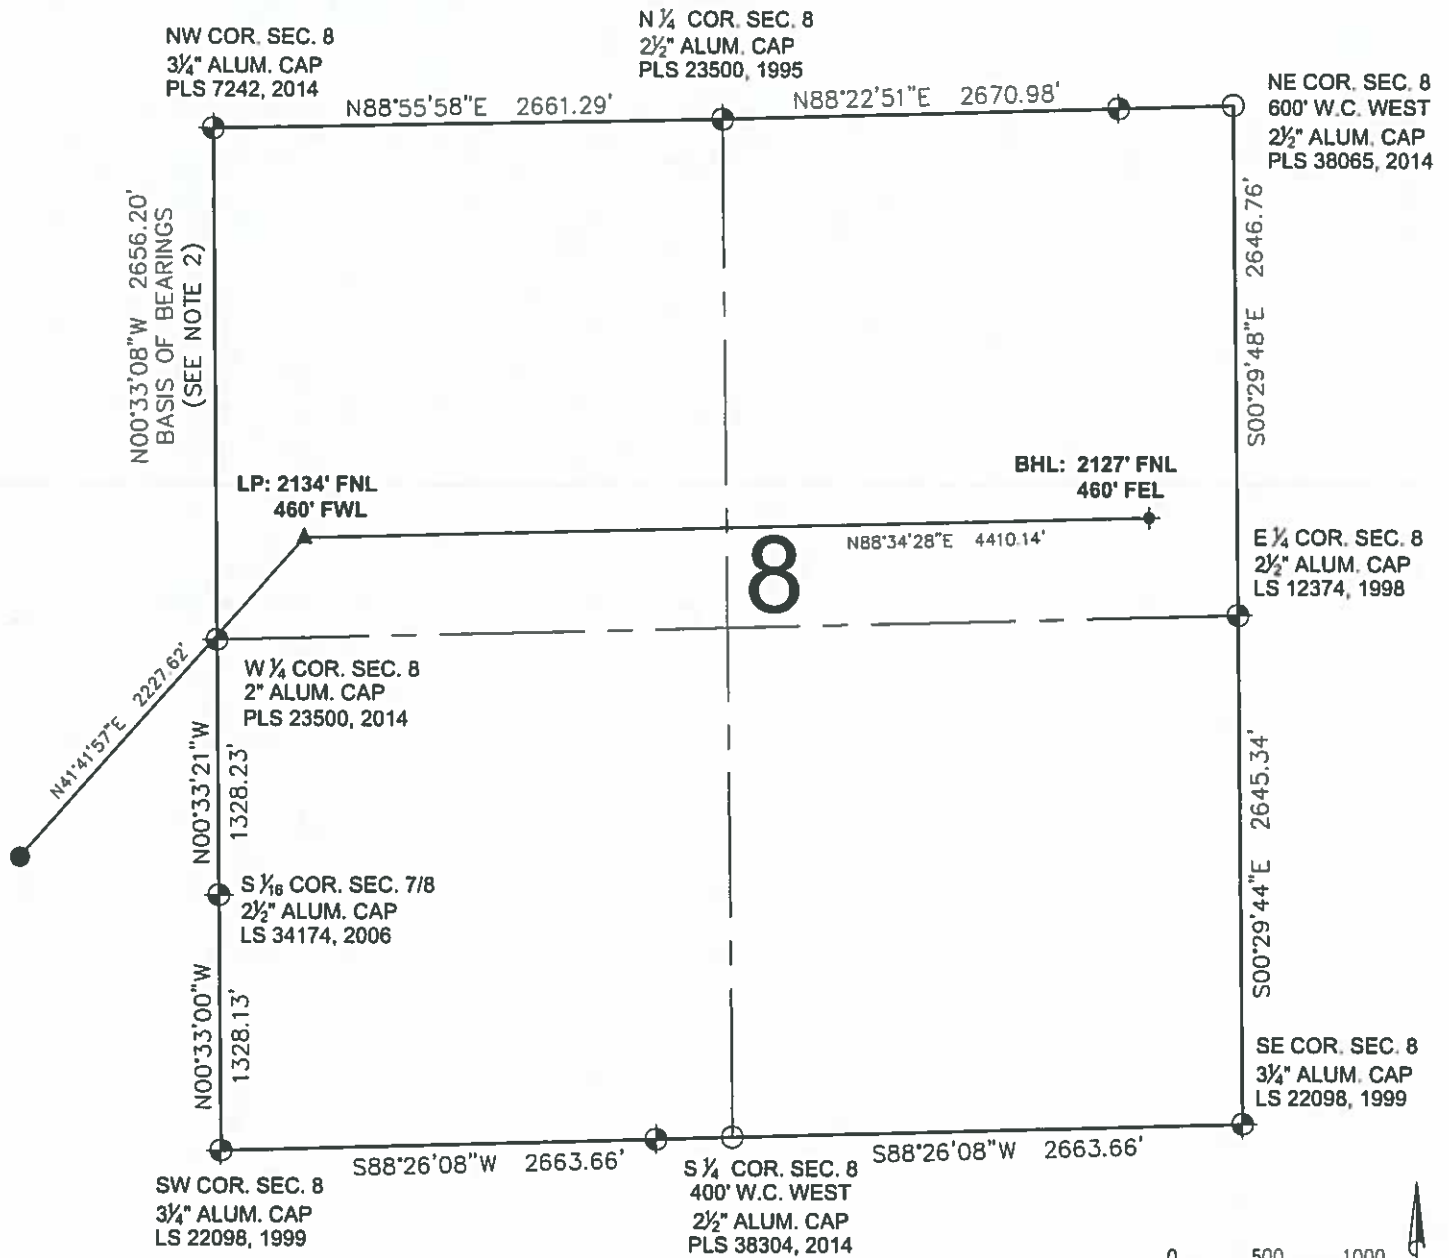 NW COR. SEC. 8
3¼" ALUM. CAP
PLS 7242, 2014
N ¼ COR. SEC. 8
2½" ALUM. CAP
PLS 23500, 1995
NE COR. SEC. 8
600' W.C. WEST
2½" ALUM. CAP
PLS 38065, 2014
N88°55'58"E 2661.29'
N88°22'51"E 2670.98'
N00°33'08"W 2656.20'
BASIS OF BEARINGS
(SEE NOTE 2)
S00°29'48"E 2646.76'
LP: 2134' FNL
460' FWL
BHL: 2127' FNL
460' FEL
N88°34'28"E 4410.14'
8
E ¼ COR. SEC. 8
2½" ALUM. CAP
LS 12374, 1998
W ¼ COR. SEC. 8
2" ALUM. CAP
PLS 23500, 2014
N41°41'57"E 2227.62'
N00°33'21"W
1328.23'
S00°29'44"E 2645.34'
S 1⁄16 COR. SEC. 7/8
2½" ALUM. CAP
LS 34174, 2006
N00°33'00"W
1328.13'
SE COR. SEC. 8
3¼" ALUM. CAP
LS 22098, 1999
S88°26'08"W 2663.66'
S88°26'08"W 2663.66'
SW COR. SEC. 8
3¼" ALUM. CAP
LS 22098, 1999
S ¼ COR. SEC. 8
400' W.C. WEST
2½" ALUM. CAP
PLS 38304, 2014
0 500 1000